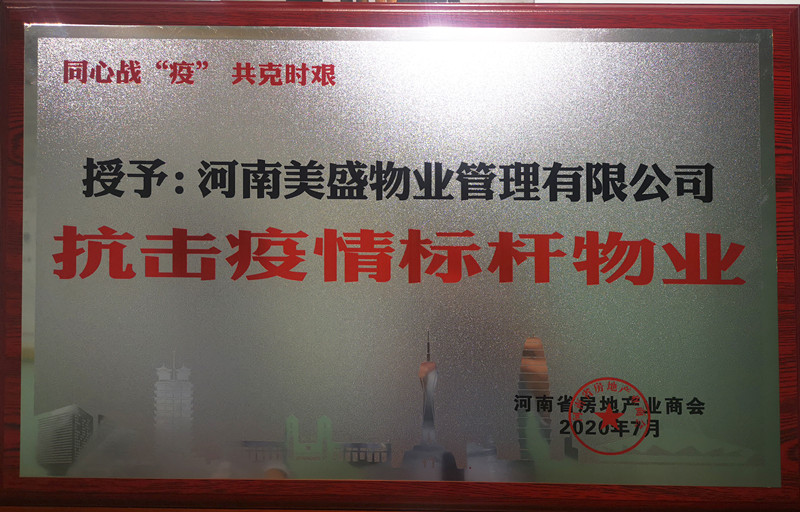 同心战“疫” 共克时艰
授予:河南美盛物业管理有限公司
抗击疫情标杆物业
河南省房地产业商会
2020年7月